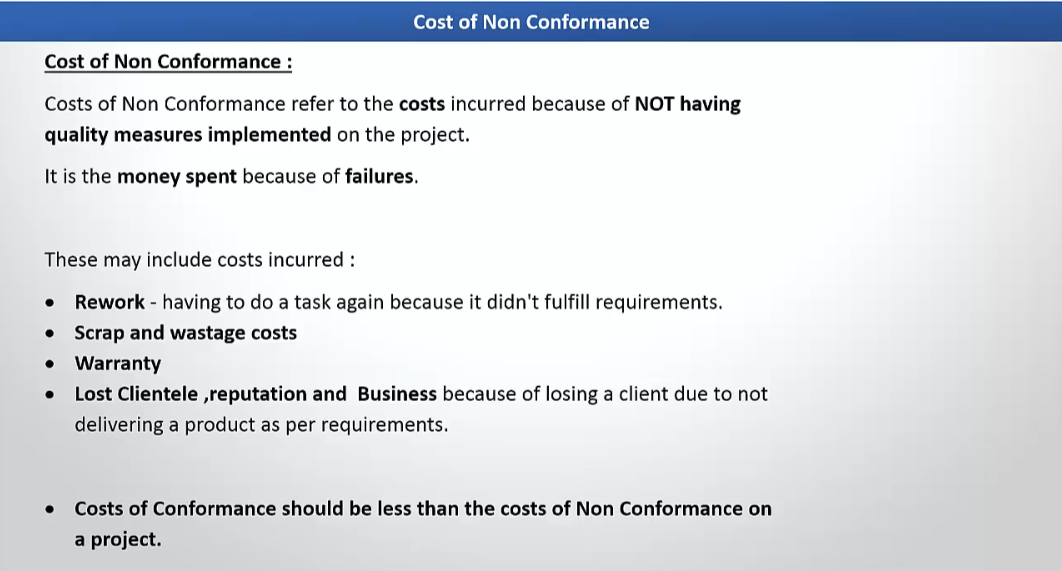 Cost of Non Conformance
Cost of Non Conformance :
Costs of Non Conformance refer to the costs incurred because of NOT having
quality measures implemented on the project.
It is the money spent because of failures.
These may include costs incurred :
• Rework - having to do a task again because it didn't fulfill requirements.
• Scrap and wastage costs
• Warranty
• Lost Clientele ,reputation and  Business because of losing a client due to not
delivering a product as per requirements.
• Costs of Conformance should be less than the costs of Non Conformance on
a project.